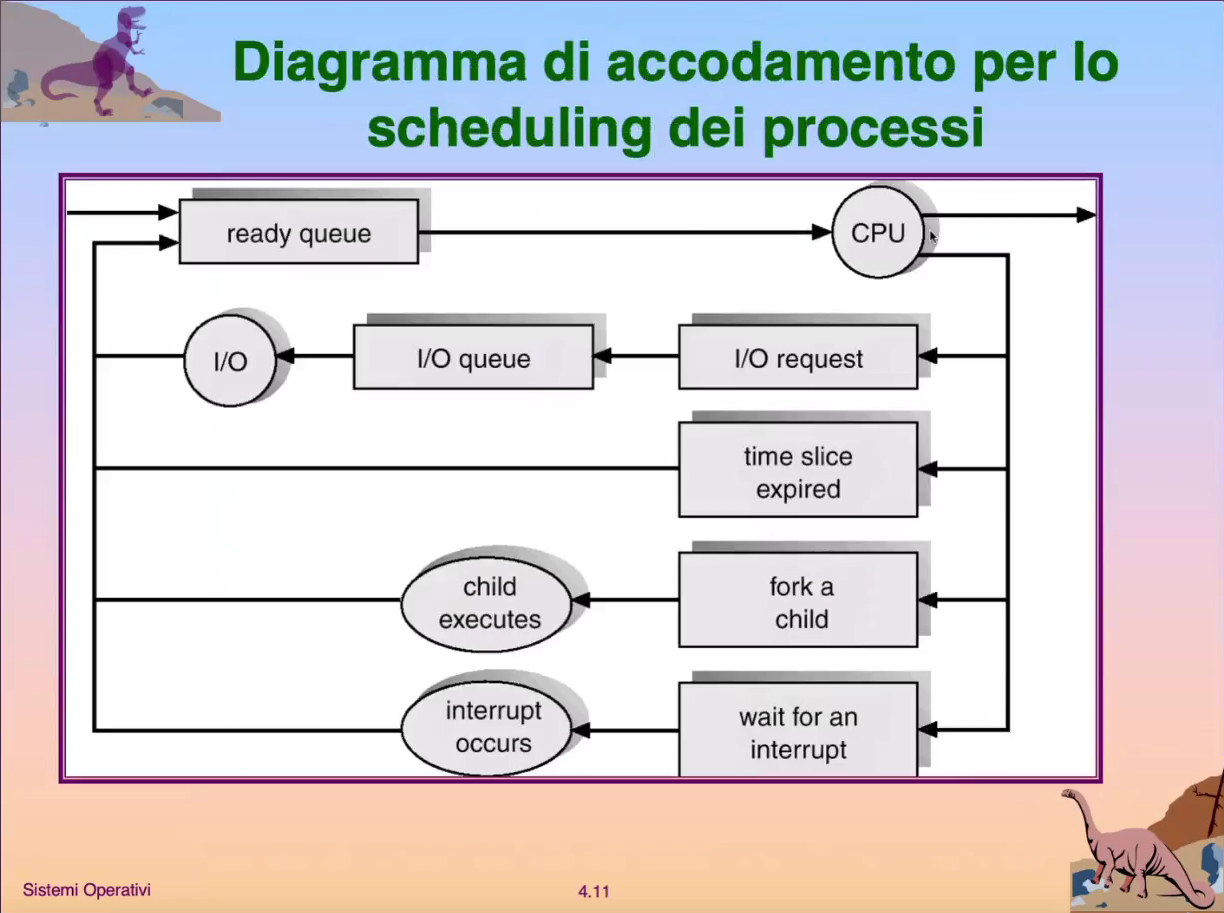 Diagramma di accodamento per lo
scheduling dei processi
ready queue
CPU
I/O
I/O queue
I/O request
time slice
expired
child
executes
fork a
child
interrupt
occurs
wait for an
interrupt
Sistemi Operativi
4.11